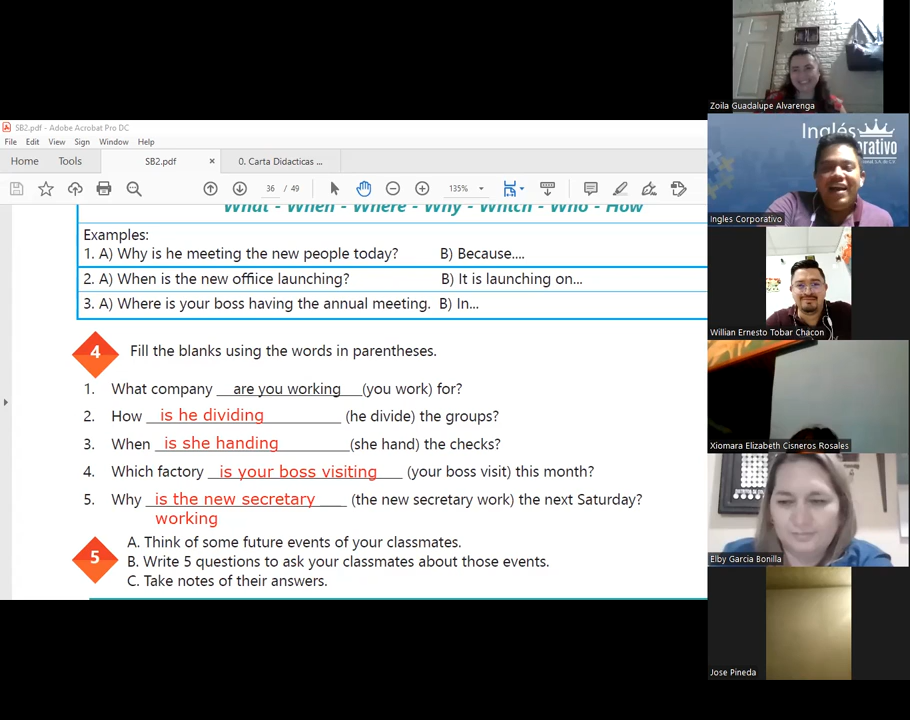 Zoila Guadalupe Alvarenga
SB2.pdf - Adobe Acrobat Pro DC
File Edit View Sign Window Help
Home Tools SB2.pdf × 0. Carta Didacticas ...
36 / 49 135%
What - When - Where - Why - Which - Who - How
Examples:
1. A) Why is he meeting the new people today? B) Because....
2. A) When is the new offiice launching? B) It is launching on...
3. A) Where is your boss having the annual meeting. B) In...
4 Fill the blanks using the words in parentheses.
1. What company __are you working___(you work) for?
2. How is he dividing (he divide) the groups?
3. When is she handing (she hand) the checks?
4. Which factory is your boss visiting (your boss visit) this month?
5. Why is the new secretary (the new secretary work) the next Saturday?
working
5 A. Think of some future events of your classmates.
B. Write 5 questions to ask your classmates about those events.
C. Take notes of their answers.
Inglés
orativo
Ingles Corporativo
Willian Ernesto Tobar Chacon
Xiomara Elizabeth Cisneros Rosales
Elby Garcia Bonilla
Jose Pineda